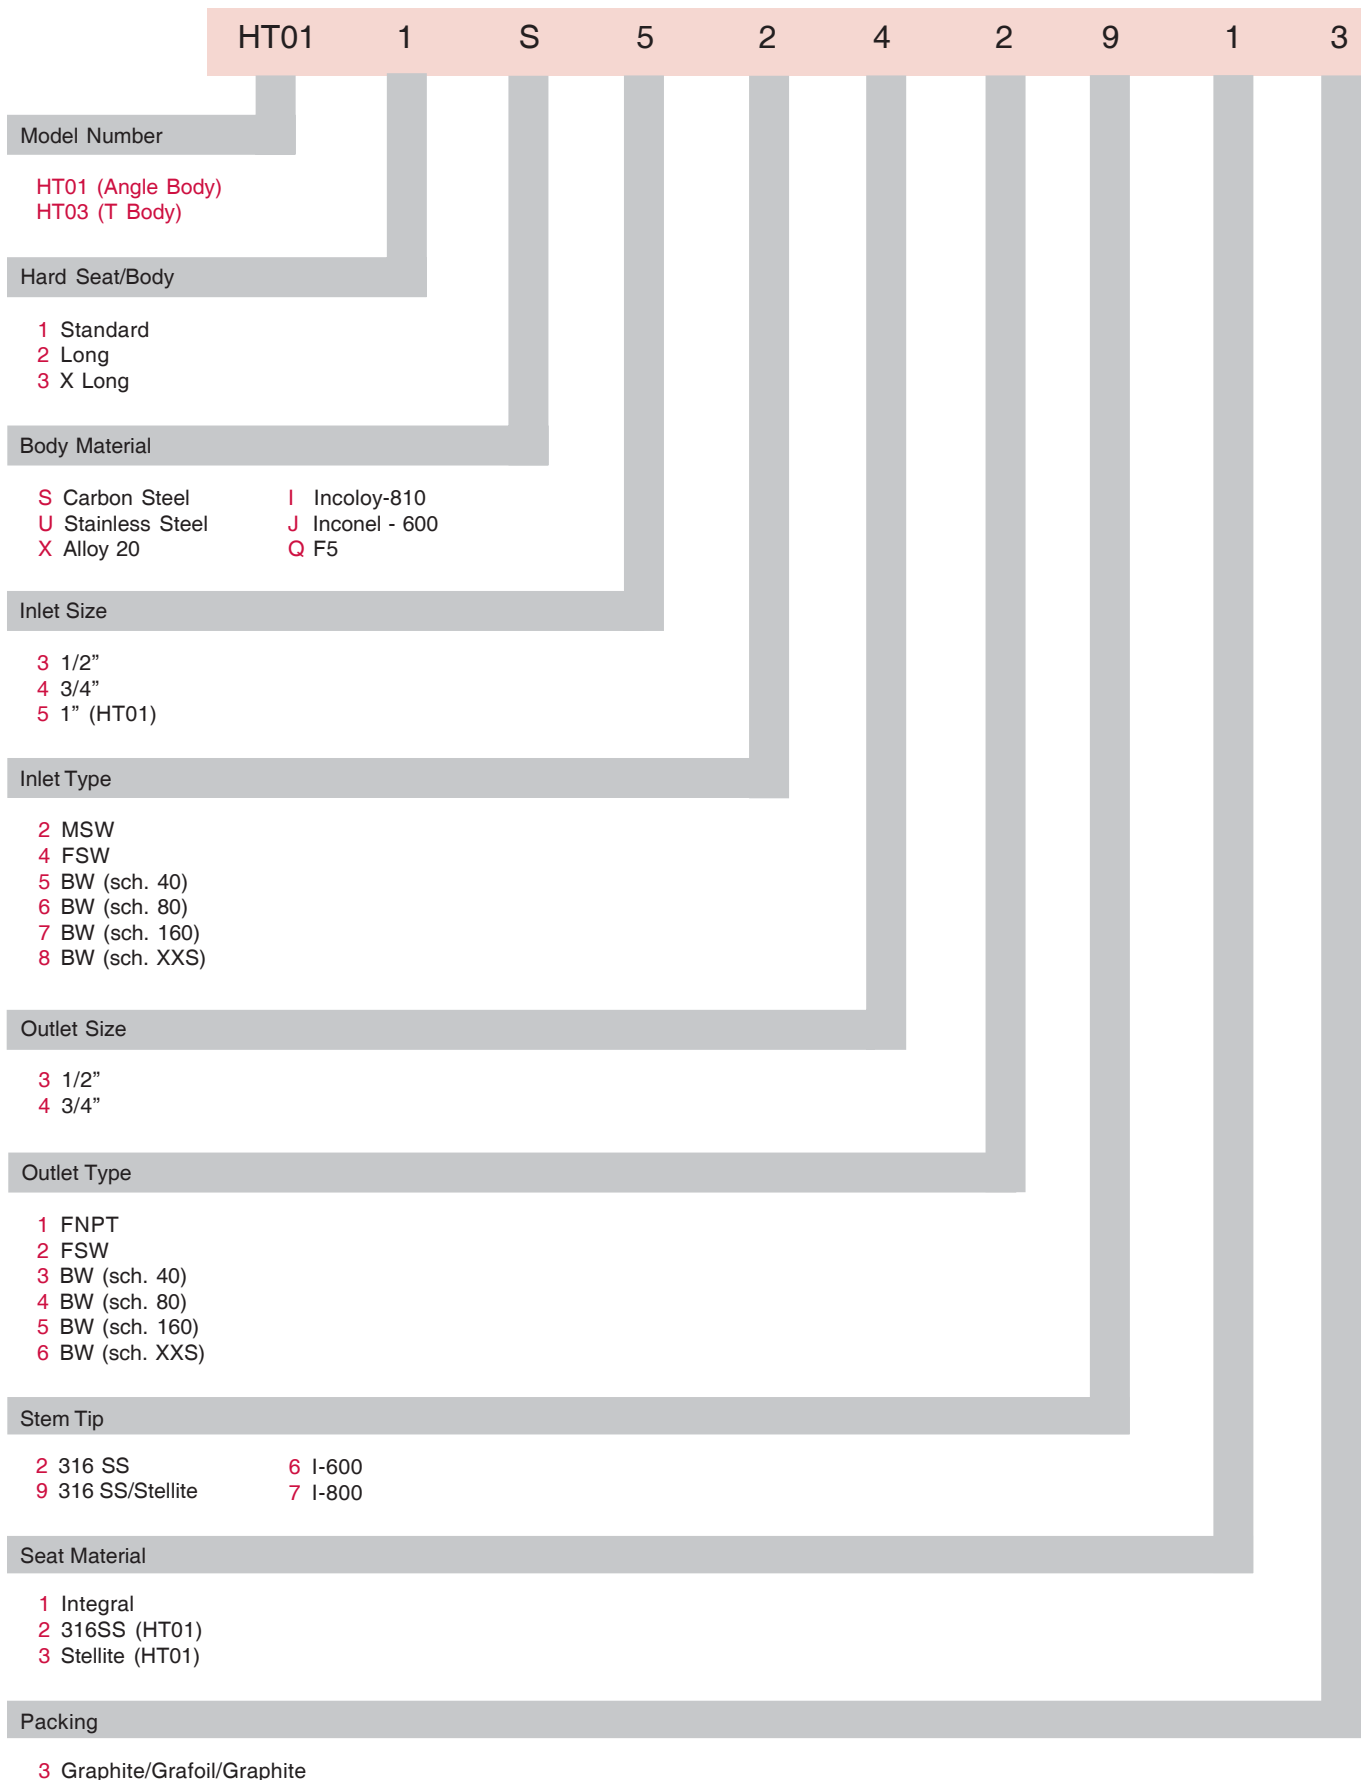 HT01 1 S 5 2 4 2 9 1 3
Model Number
HT01 (Angle Body)
HT03 (T Body)
Hard Seat/Body
1 Standard
2 Long
3 X Long
Body Material
S Carbon Steel I Incoloy-810
U Stainless Steel J Inconel - 600
X Alloy 20 Q F5
Inlet Size
3 1/2”
4 3/4”
5 1” (HT01)
Inlet Type
2 MSW
4 FSW
5 BW (sch. 40)
6 BW (sch. 80)
7 BW (sch. 160)
8 BW (sch. XXS)
Outlet Size
3 1/2”
4 3/4”
Outlet Type
1 FNPT
2 FSW
3 BW (sch. 40)
4 BW (sch. 80)
5 BW (sch. 160)
6 BW (sch. XXS)
Stem Tip
2 316 SS 6 I-600
9 316 SS/Stellite 7 I-800
Seat Material
1 Integral
2 316SS (HT01)
3 Stellite (HT01)
Packing
3 Graphite/Grafoil/Graphite